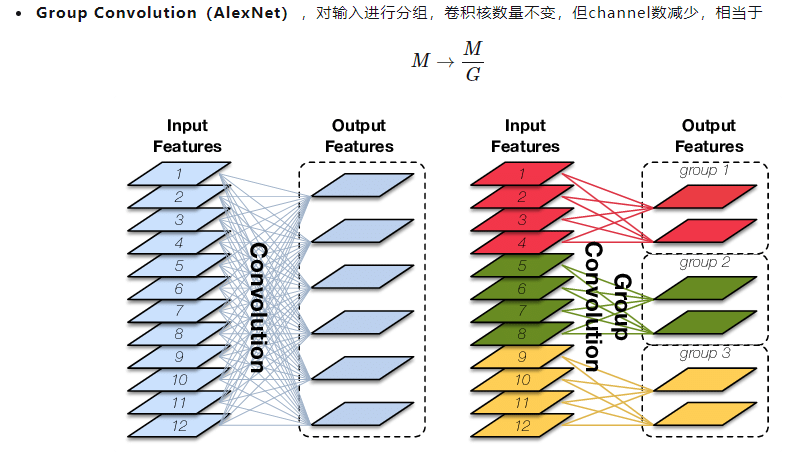 • Group Convolution（AlexNet），对输入进行分组，卷积核数量不变，但channel数减少，相当于
M → M/G
Input Features
Output Features
1
2
3
4
5
6
7
8
9
10
11
12
Convolution
Input Features
Output Features
1
2
3
4
5
6
7
8
9
10
11
12
Group Convolution
group 1
group 2
group 3